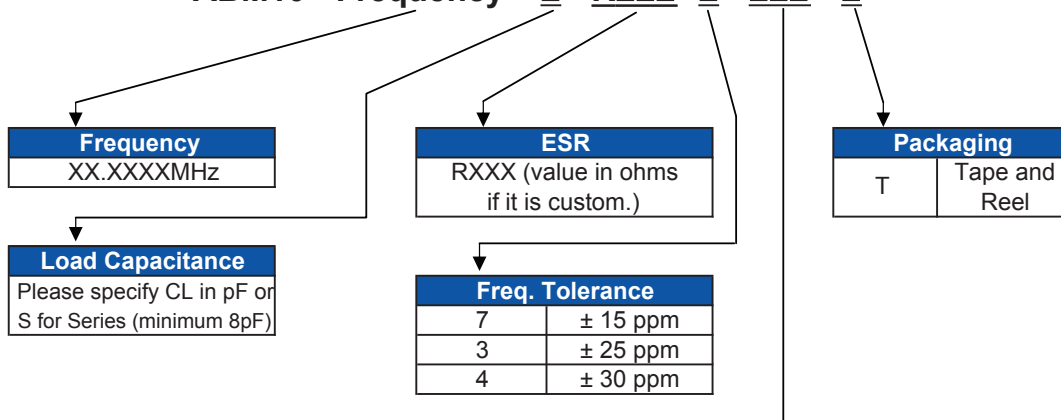 Frequency
Frequency
XX.XXXXMHz
Load Capacitance
Please specify CL in pF or
S for Series (minimum 8pF)
ESR
RXXX (value in ohms
if it is custom.)
Freq. Tolerance
7 ± 15 ppm
3 ± 25 ppm
4 ± 30 ppm
Packaging
T Tape and
Reel